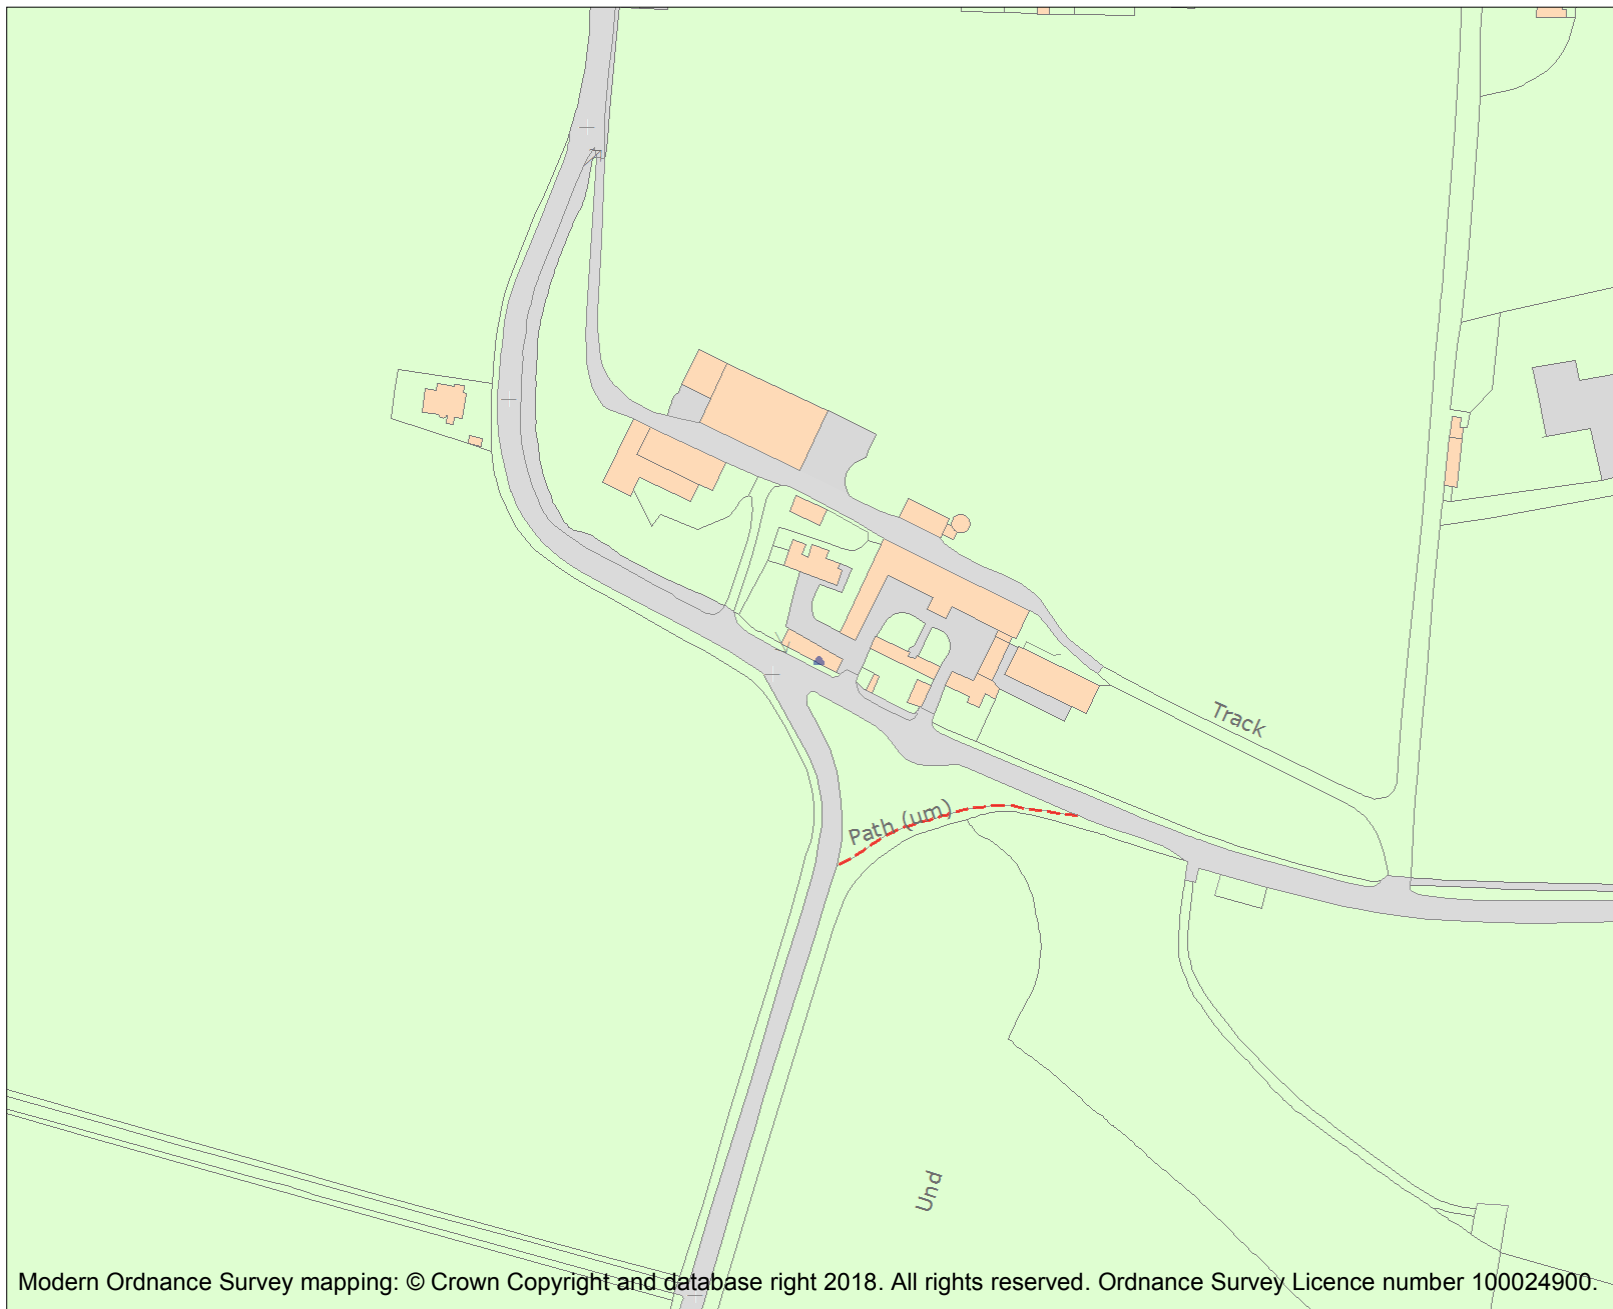 Track
Path (um)
Und
Modern Ordnance Survey mapping: © Crown Copyright and database right 2018. All rights reserved. Ordnance Survey Licence number 100024900.